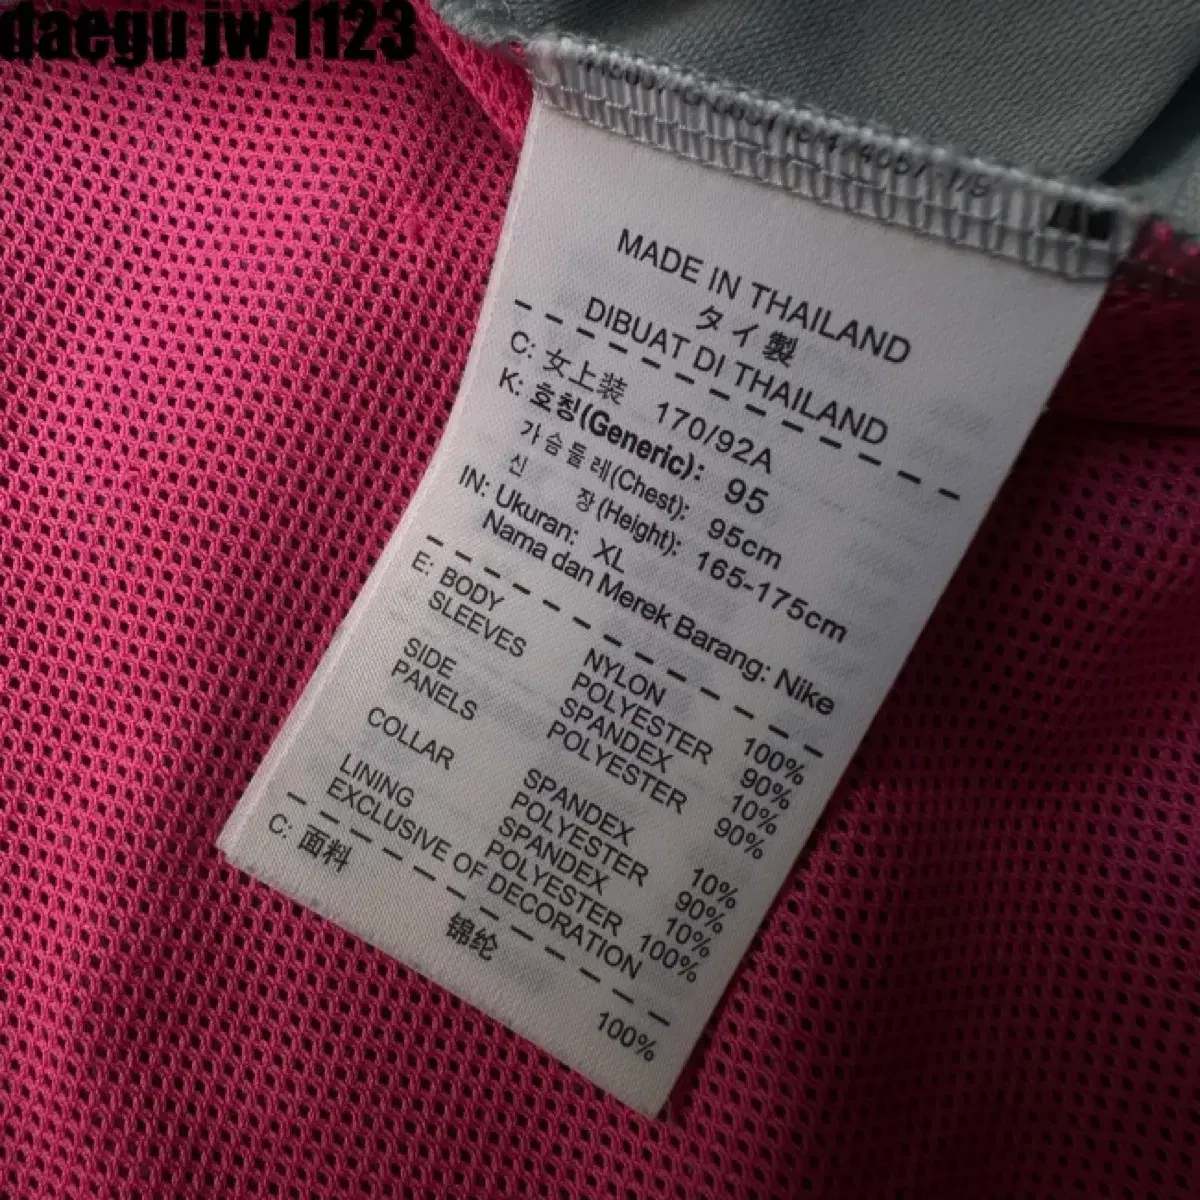 daegu jw 1123
MADE IN THAILAND
タイ製
DIBUAT DI THAILAND
C: 女上装 170/92A
K: 호칭(Generic): 95
가슴둘레(Chest): 95cm
신 장(Height): 165-175cm
IN: Ukuran: XL
Nama dan Merek Barang: Nike
E: BODY NYLON 100%
SLEEVES POLYESTER 90%
SPANDEX 10%
SIDE POLYESTER 90%
PANELS
SPANDEX 10%
COLLAR POLYESTER 90%
SPANDEX 10%
LINING POLYESTER 100%
EXCLUSIVE OF DECORATION
C: 面料 锦纶 100%